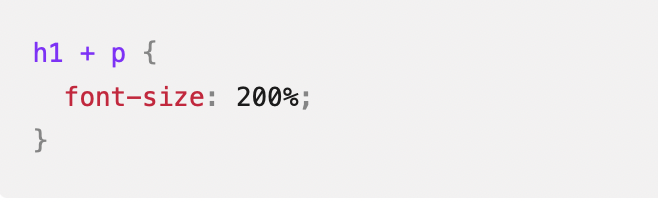 h1 + p {
  font-size: 200%;
}